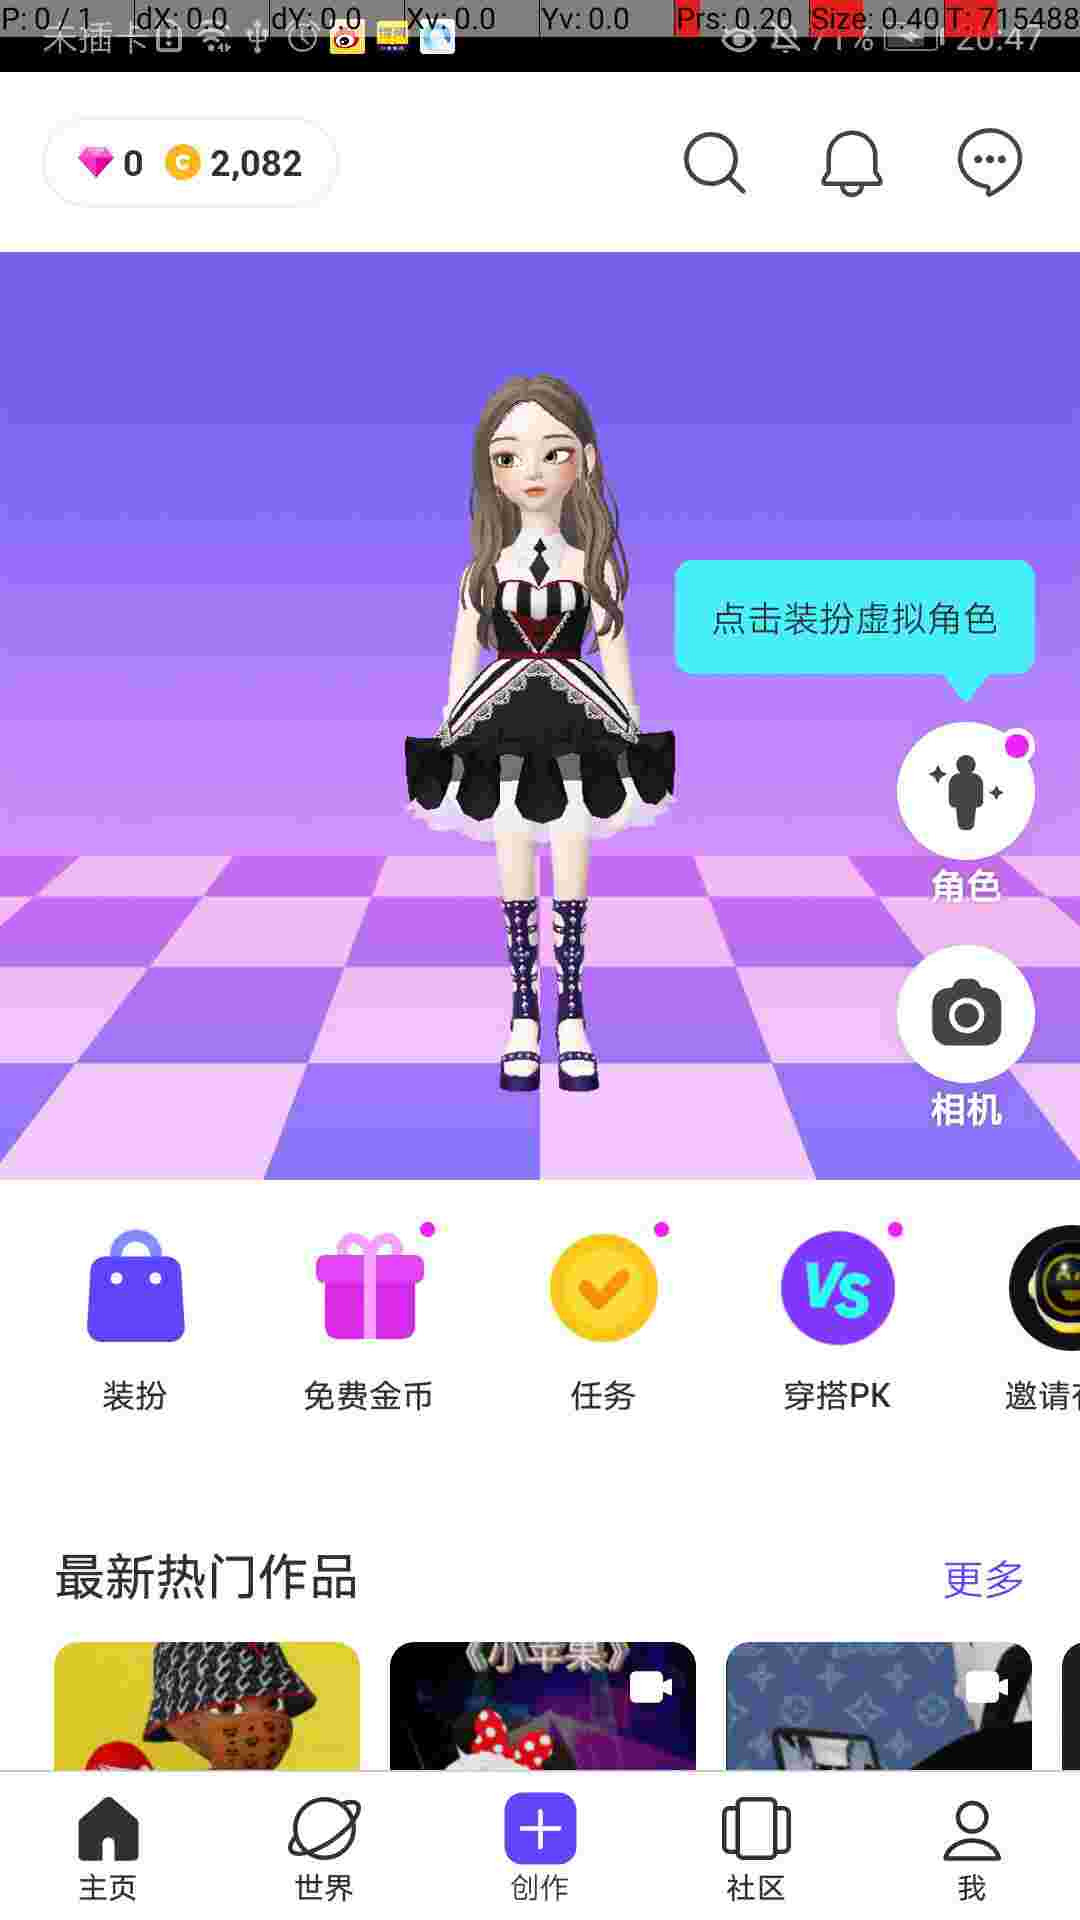 P: 0 / 1 dX: 0.0 dY: 0.0 Xv: 0.0 Yv: 0.0 Prs: 0.20 Size: 0.40 T: 715488
未插卡 71% 20:47
0 2,082
点击装扮虚拟角色
角色
相机
VS
装扮 免费金币 任务 穿搭PK 邀请
最新热门作品 更多
《小苹果》
主页 世界 创作 社区 我